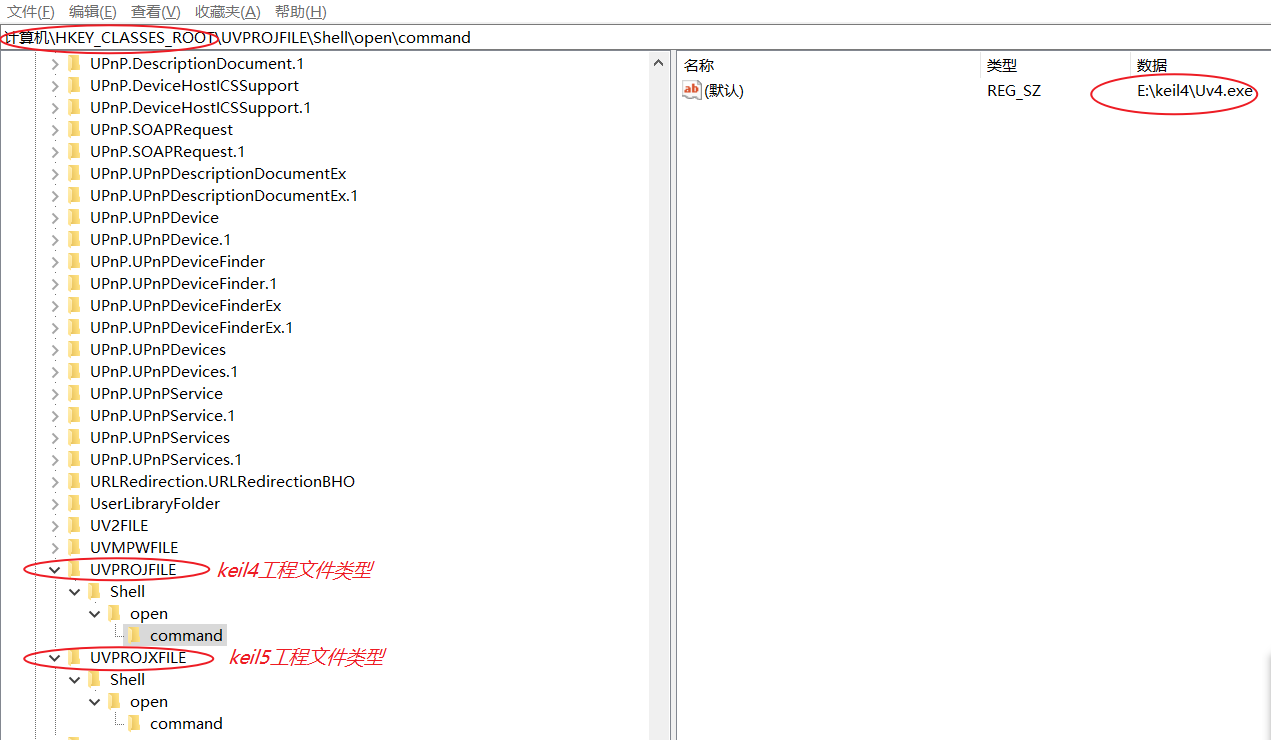 文件(F) 编辑(E) 查看(V) 收藏夹(A) 帮助(H)
计算机\HKEY_CLASSES_ROOT\UVPROJFILE\Shell\open\command
UPnP.DescriptionDocument.1
UPnP.DeviceHostICSSupport
UPnP.DeviceHostICSSupport.1
UPnP.SOAPRequest
UPnP.SOAPRequest.1
UPnP.UPnPDescriptionDocumentEx
UPnP.UPnPDescriptionDocumentEx.1
UPnP.UPnPDevice
UPnP.UPnPDevice.1
UPnP.UPnPDeviceFinder
UPnP.UPnPDeviceFinder.1
UPnP.UPnPDeviceFinderEx
UPnP.UPnPDeviceFinderEx.1
UPnP.UPnPDevices
UPnP.UPnPDevices.1
UPnP.UPnPService
UPnP.UPnPService.1
UPnP.UPnPServices
UPnP.UPnPServices.1
URLRedirection.URLRedirectionBHO
UserLibraryFolder
UV2FILE
UVMPWFILE
UVPROJFILE keil4工程文件类型
Shell
open
command
UVPROJXFILE keil5工程文件类型
Shell
open
command
名称 类型 数据
ab (默认) REG_SZ E:\keil4\Uv4.exe